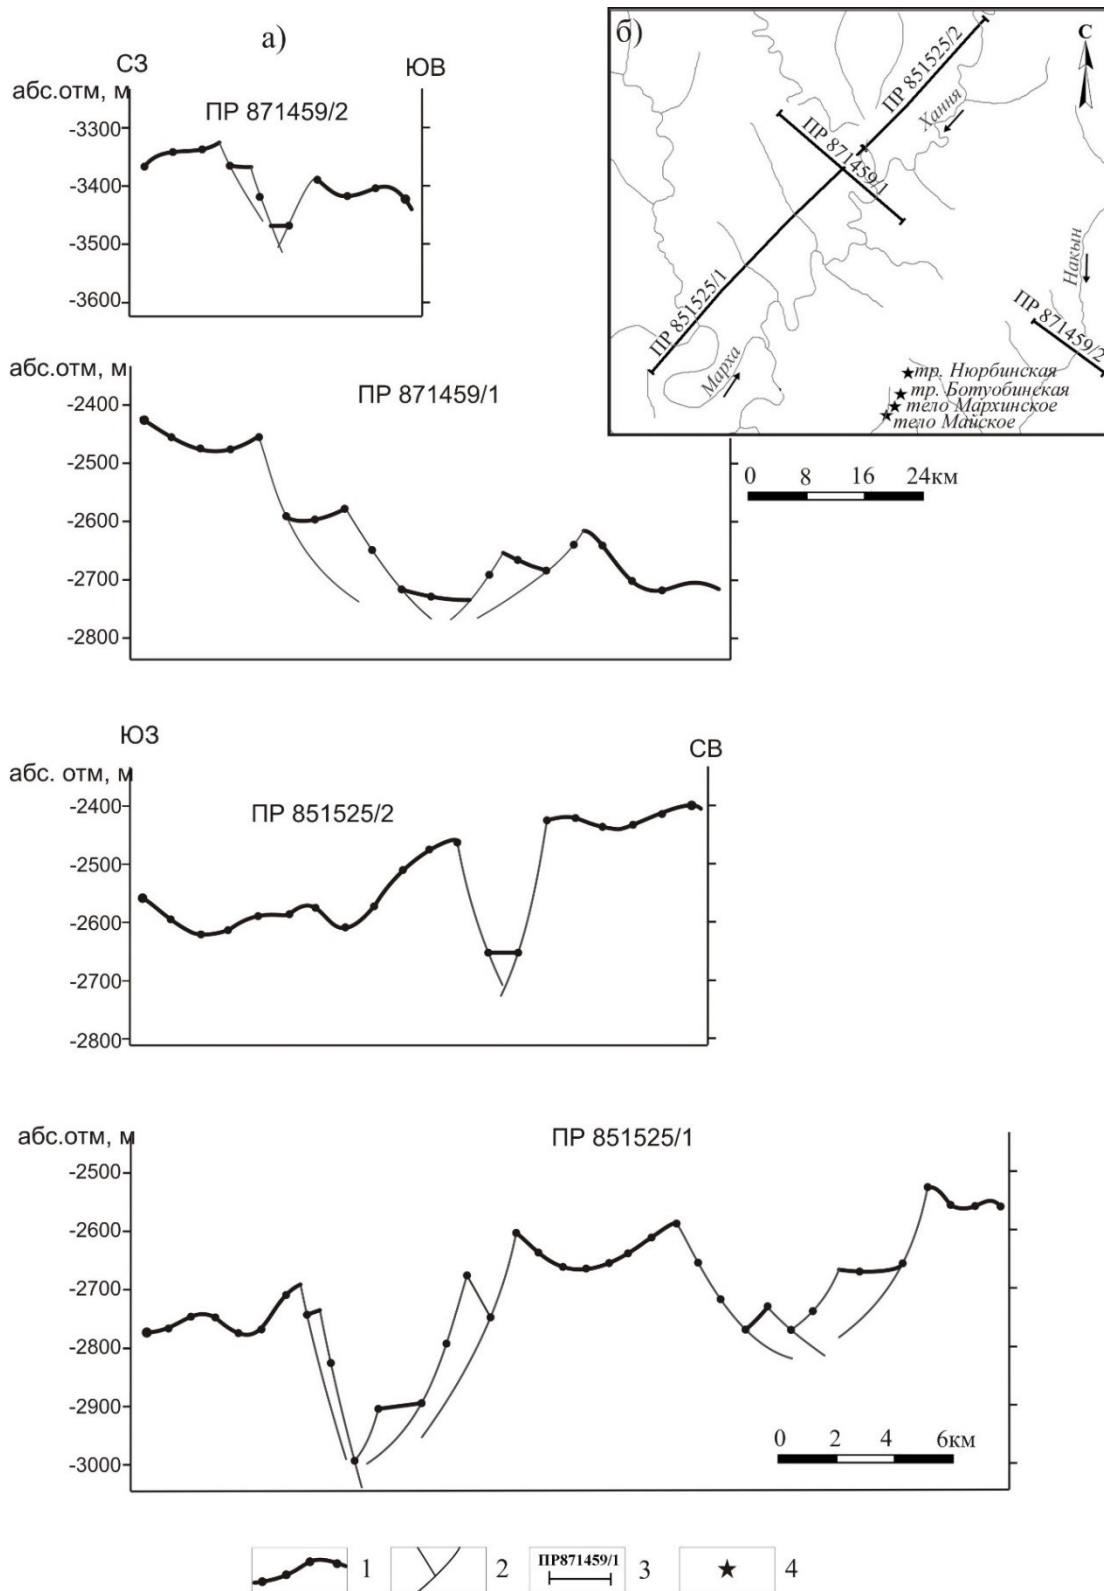 а)
СЗ
ЮВ
абс.отм, м
ПР 871459/2
-3300
-3400
-3500
-3600
б)
С
ПР 851525/2
Хання
ПР 871459/1
Накын
ПР 851525/1
ПР 871459/2
Марха
тр. Нюрбинская
тр. Ботуобинская
тело Мархинское
тело Майское
0 8 16 24км
абс.отм, м
ПР 871459/1
-2400
-2500
-2600
-2700
-2800
ЮЗ
СВ
абс. отм, м
ПР 851525/2
-2400
-2500
-2600
-2700
-2800
абс.отм, м
ПР 851525/1
-2500
-2600
-2700
-2800
-2900
-3000
0 2 4 6км
1
2
ПР871459/1
3
4